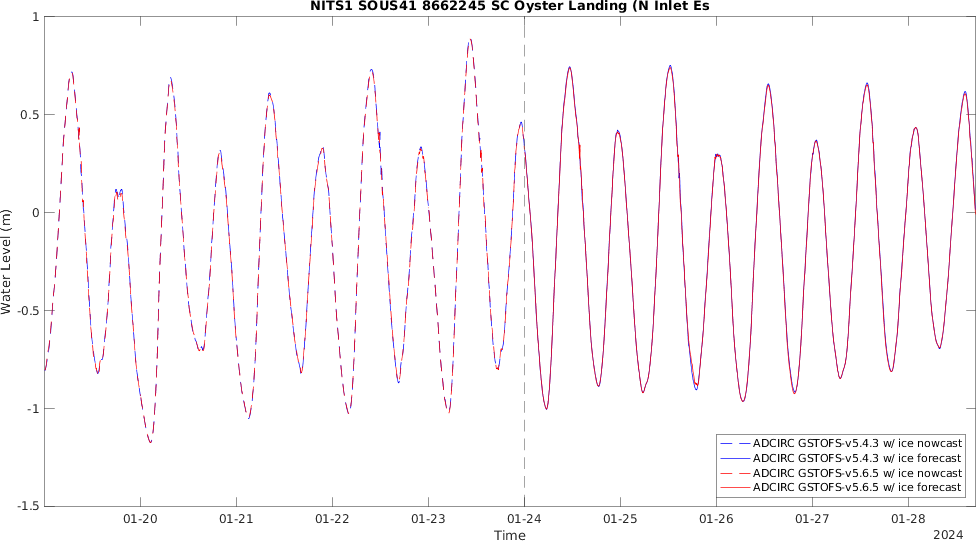 NITS1 SOUS41 8662245 SC Oyster Landing (N Inlet Es
1
0.5
0
-0.5
-1
-1.5
Water Level (m)
01-20
01-21
01-22
01-23
01-24
01-25
01-26
01-27
01-28
Time
2024
ADCIRC GSTOFS-v5.4.3 w/ ice nowcast
ADCIRC GSTOFS-v5.4.3 w/ ice forecast
ADCIRC GSTOFS-v5.6.5 w/ ice nowcast
ADCIRC GSTOFS-v5.6.5 w/ ice forecast